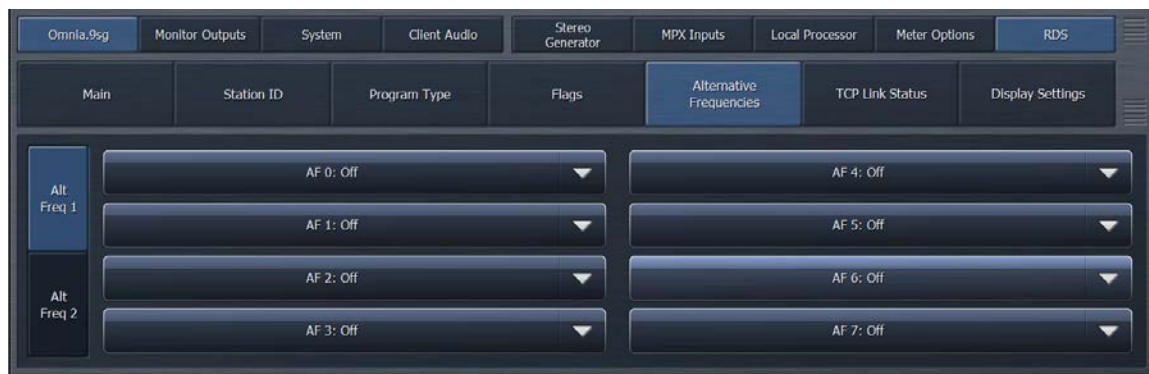 Omnia.9sg
Monitor Outputs
System
Client Audio
Stereo
Generator
MPX Inputs
Local Processor
Meter Options
RDS
Main
Station ID
Program Type
Flags
Alternative
Frequencies
TCP Link Status
Display Settings
Alt
Freq 1
Alt
Freq 2
AF 0: Off
AF 1: Off
AF 2: Off
AF 3: Off
AF 4: Off
AF 5: Off
AF 6: Off
AF 7: Off